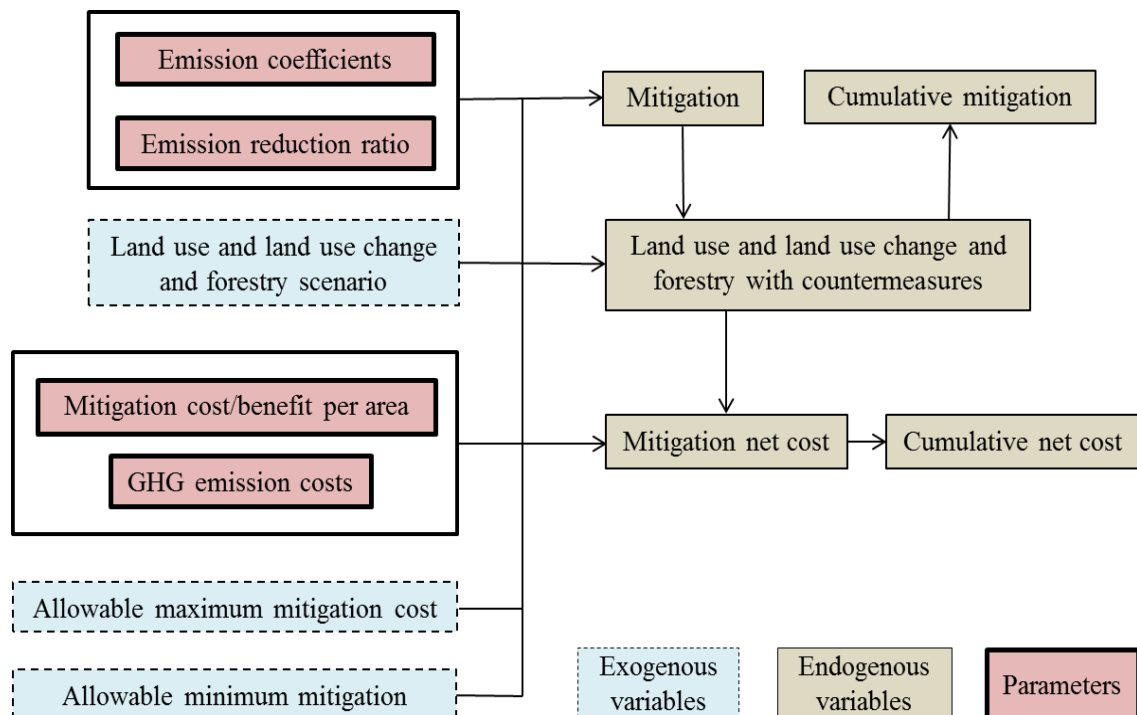 Emission coefficients
Emission reduction ratio
Mitigation
Cumulative mitigation
Land use and land use change
and forestry scenario
Land use and land use change and
forestry with countermeasures
Mitigation cost/benefit per area
GHG emission costs
Mitigation net cost
Cumulative net cost
Allowable maximum mitigation cost
Allowable minimum mitigation
Exogenous
variables
Endogenous
variables
Parameters